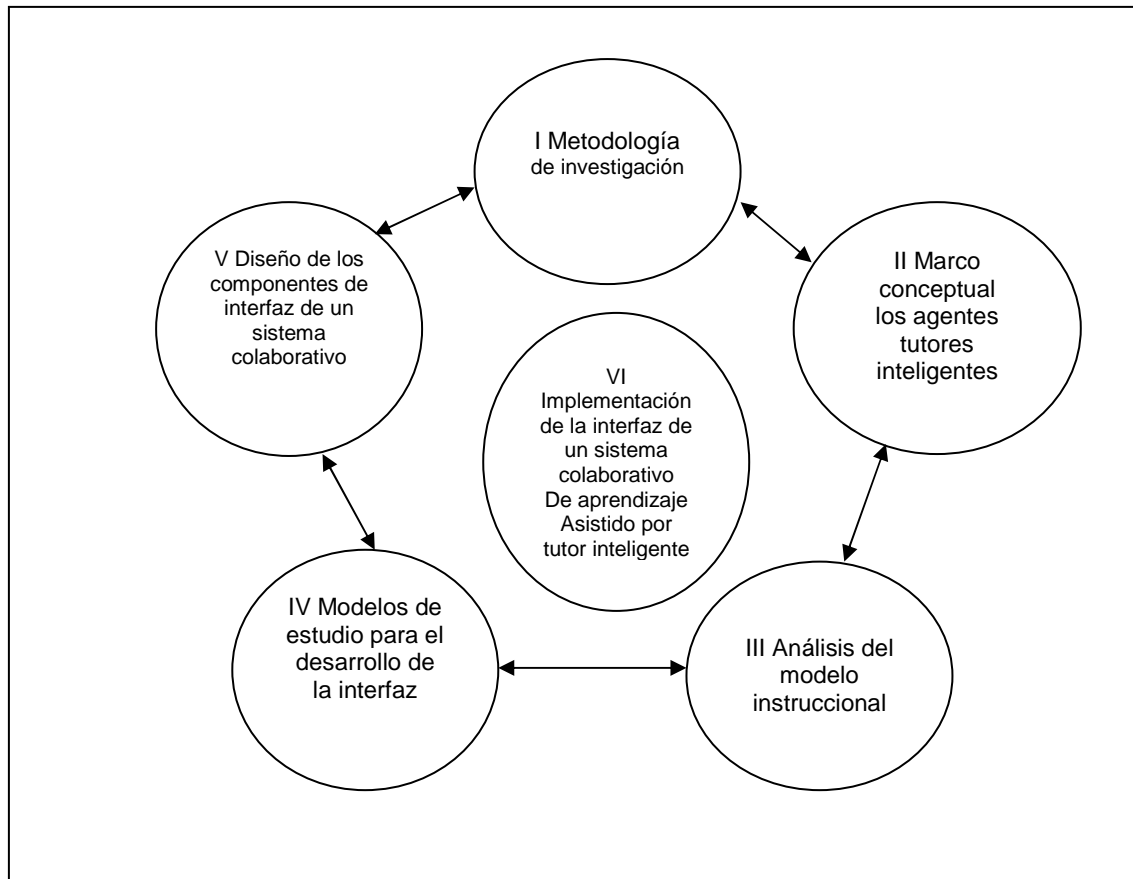 I Metodología
de investigación
II Marco
conceptual
los agentes
tutores
inteligentes
III Análisis del
modelo
instruccional
IV Modelos de
estudio para el
desarrollo de
la interfaz
V Diseño de los
componentes de
interfaz de un
sistema
colaborativo
VI
Implementación
de la interfaz de
un sistema
colaborativo
De aprendizaje
Asistido por
tutor inteligente